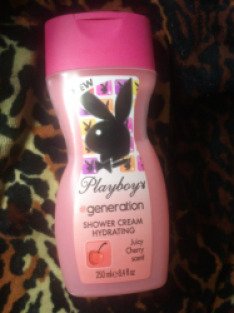 NEW
Playboy
#generation
SHOWER CREAM
HYDRATING
Juicy
Cherry
scent
250 ml e 8.4 fl oz